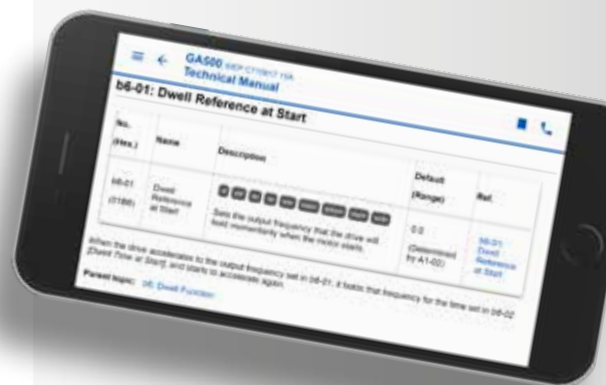 GA500
Technical Manual
b6-01: Dwell Reference at Start
No.
(Hex.)
Name
Description
Default
(Range)
Ref.
b6-01
Dwell
Reference
at Start
Sets the output frequency that the drive will
hold momentarily when the motor starts.
0.0
(Determined
by A1-02)
b6-01:
Dwell
Reference
at Start
When the drive accelerates to the output frequency set in b6-01, it holds that frequency for the time set in b6-02
[Dwell Time at Start], and starts to accelerate again.
Parent topic: b6: Dwell Function